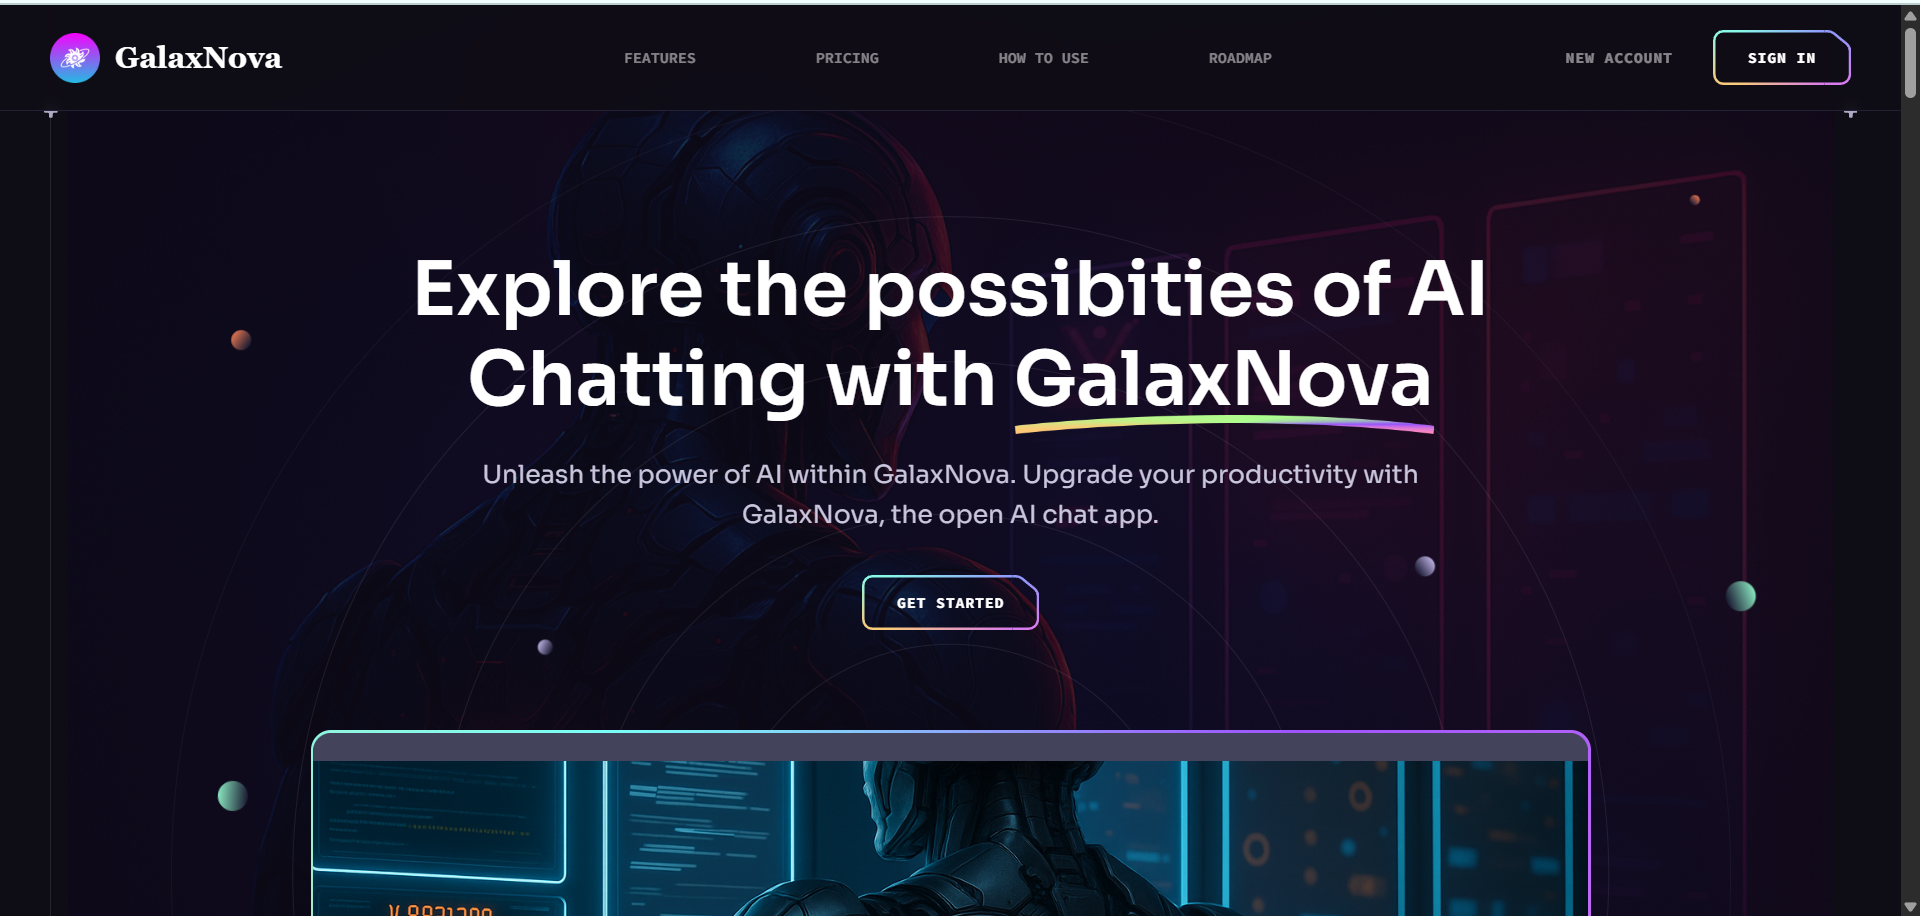 GalaxNova
FEATURES
PRICING
HOW TO USE
ROADMAP
NEW ACCOUNT
SIGN IN
Explore the possibities of AI
Chatting with GalaxNova
Unleash the power of AI within GalaxNova. Upgrade your productivity with
GalaxNova, the open AI chat app.
GET STARTED